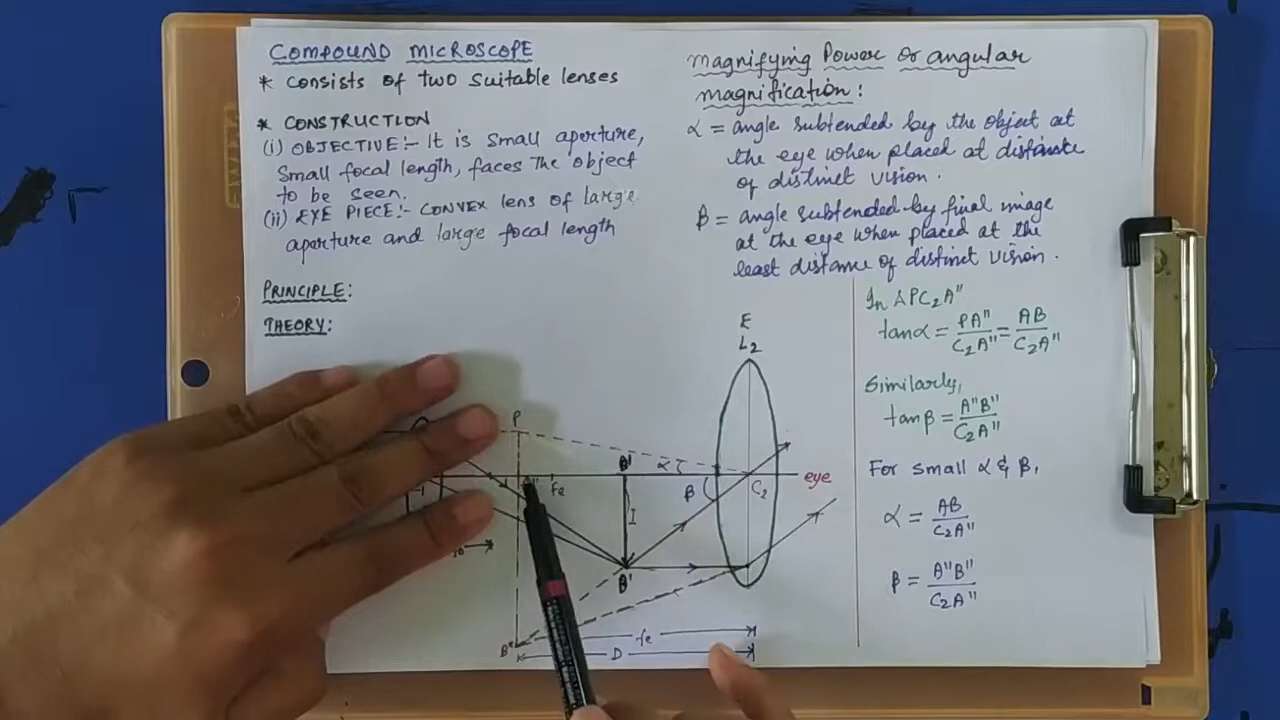 COMPOUND MICROSCOPE
* Consists of two suitable lenses
* CONSTRUCTION
(i) OBJECTIVE:- It is small aperture,
Small focal length, faces the object
to be seen.
(ii) EYE PIECE:- CONVEX lens of large
aperture and large focal length
PRINCIPLE:
THEORY:
Magnifying Power or angular
magnification:
α = angle subtended by the object at
the eye when placed at distance
of distinct vision.
β = angle subtended by final image
at the eye when placed at the
least distance of distinct vision.
In ΔPC₂A"
tanα = PA"/C₂A" = AB/C₂A"
Similarly,
tanβ = A"B"/C₂A"
For small α & β,
α = AB/C₂A"
β = A"B"/C₂A"
E
L₂
P
α
Fe
β
C₂
eye
I
B'
B"
fe
D